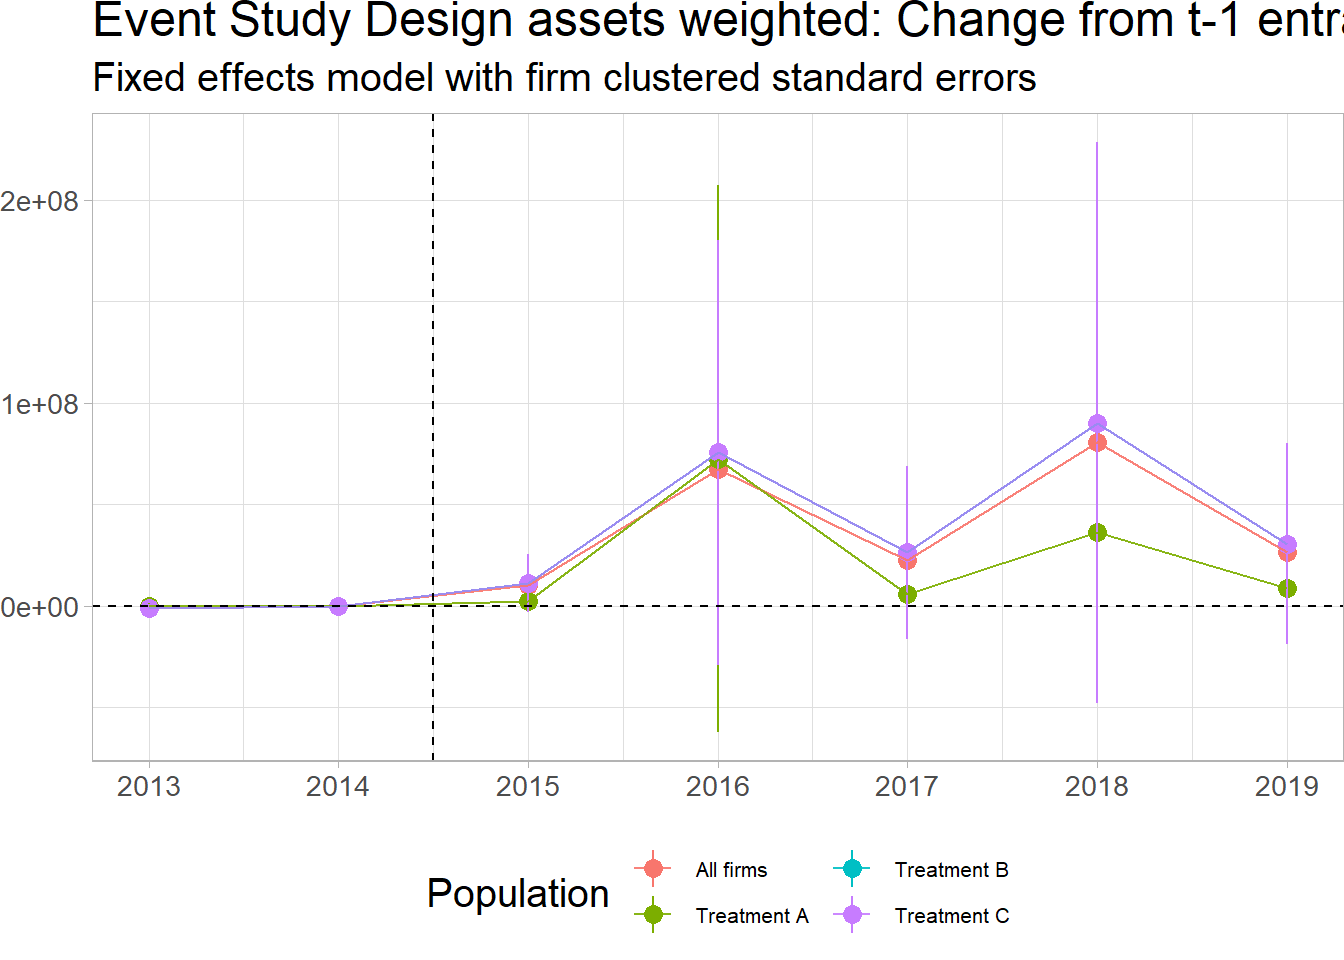 Event Study Design assets weighted: Change from t-1
Fixed effects model with firm clustered standard errors
2e+08
1e+08
0e+00
2013 2014 2015 2016 2017 2018 2019
Population
All firms
Treatment A
Treatment B
Treatment C